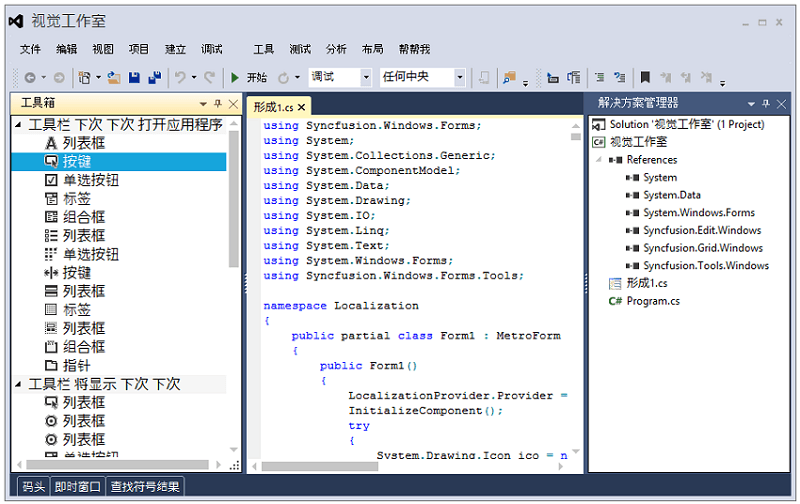 视觉工作室
文件 编辑 视图 项目 建立 调试 工具 测试 分析 布局 帮帮我
开始 调试 任何中央
工具箱
工具栏 下次 下次 打开应用程序
列表框
按键
单选按钮
标签
组合框
列表框
单选按钮
按键
列表框
标签
列表框
组合框
指针
工具栏 将显示 下次 下次
列表框
列表框
列表框
单选按钮
形成1.cs
using Syncfusion.Windows.Forms;
using System;
using System.Collections.Generic;
using System.ComponentModel;
using System.Data;
using System.Drawing;
using System.IO;
using System.Linq;
using System.Text;
using System.Windows.Forms;
using Syncfusion.Windows.Forms.Tools;
namespace Localization
{
public partial class Form1 : MetroForm
{
public Form1()
{
LocalizationProvider.Provider =
InitializeComponent();
try
{
System.Drawing.Icon ico = n
解决方案管理器
Solution '视觉工作室' (1 Project)
C# 视觉工作室
References
System
System.Data
System.Windows.Forms
Syncfusion.Edit.Windows
Syncfusion.Grid.Windows
Syncfusion.Tools.Windows
形成1.cs
C# Program.cs
码头 即时窗口 查找符号结果